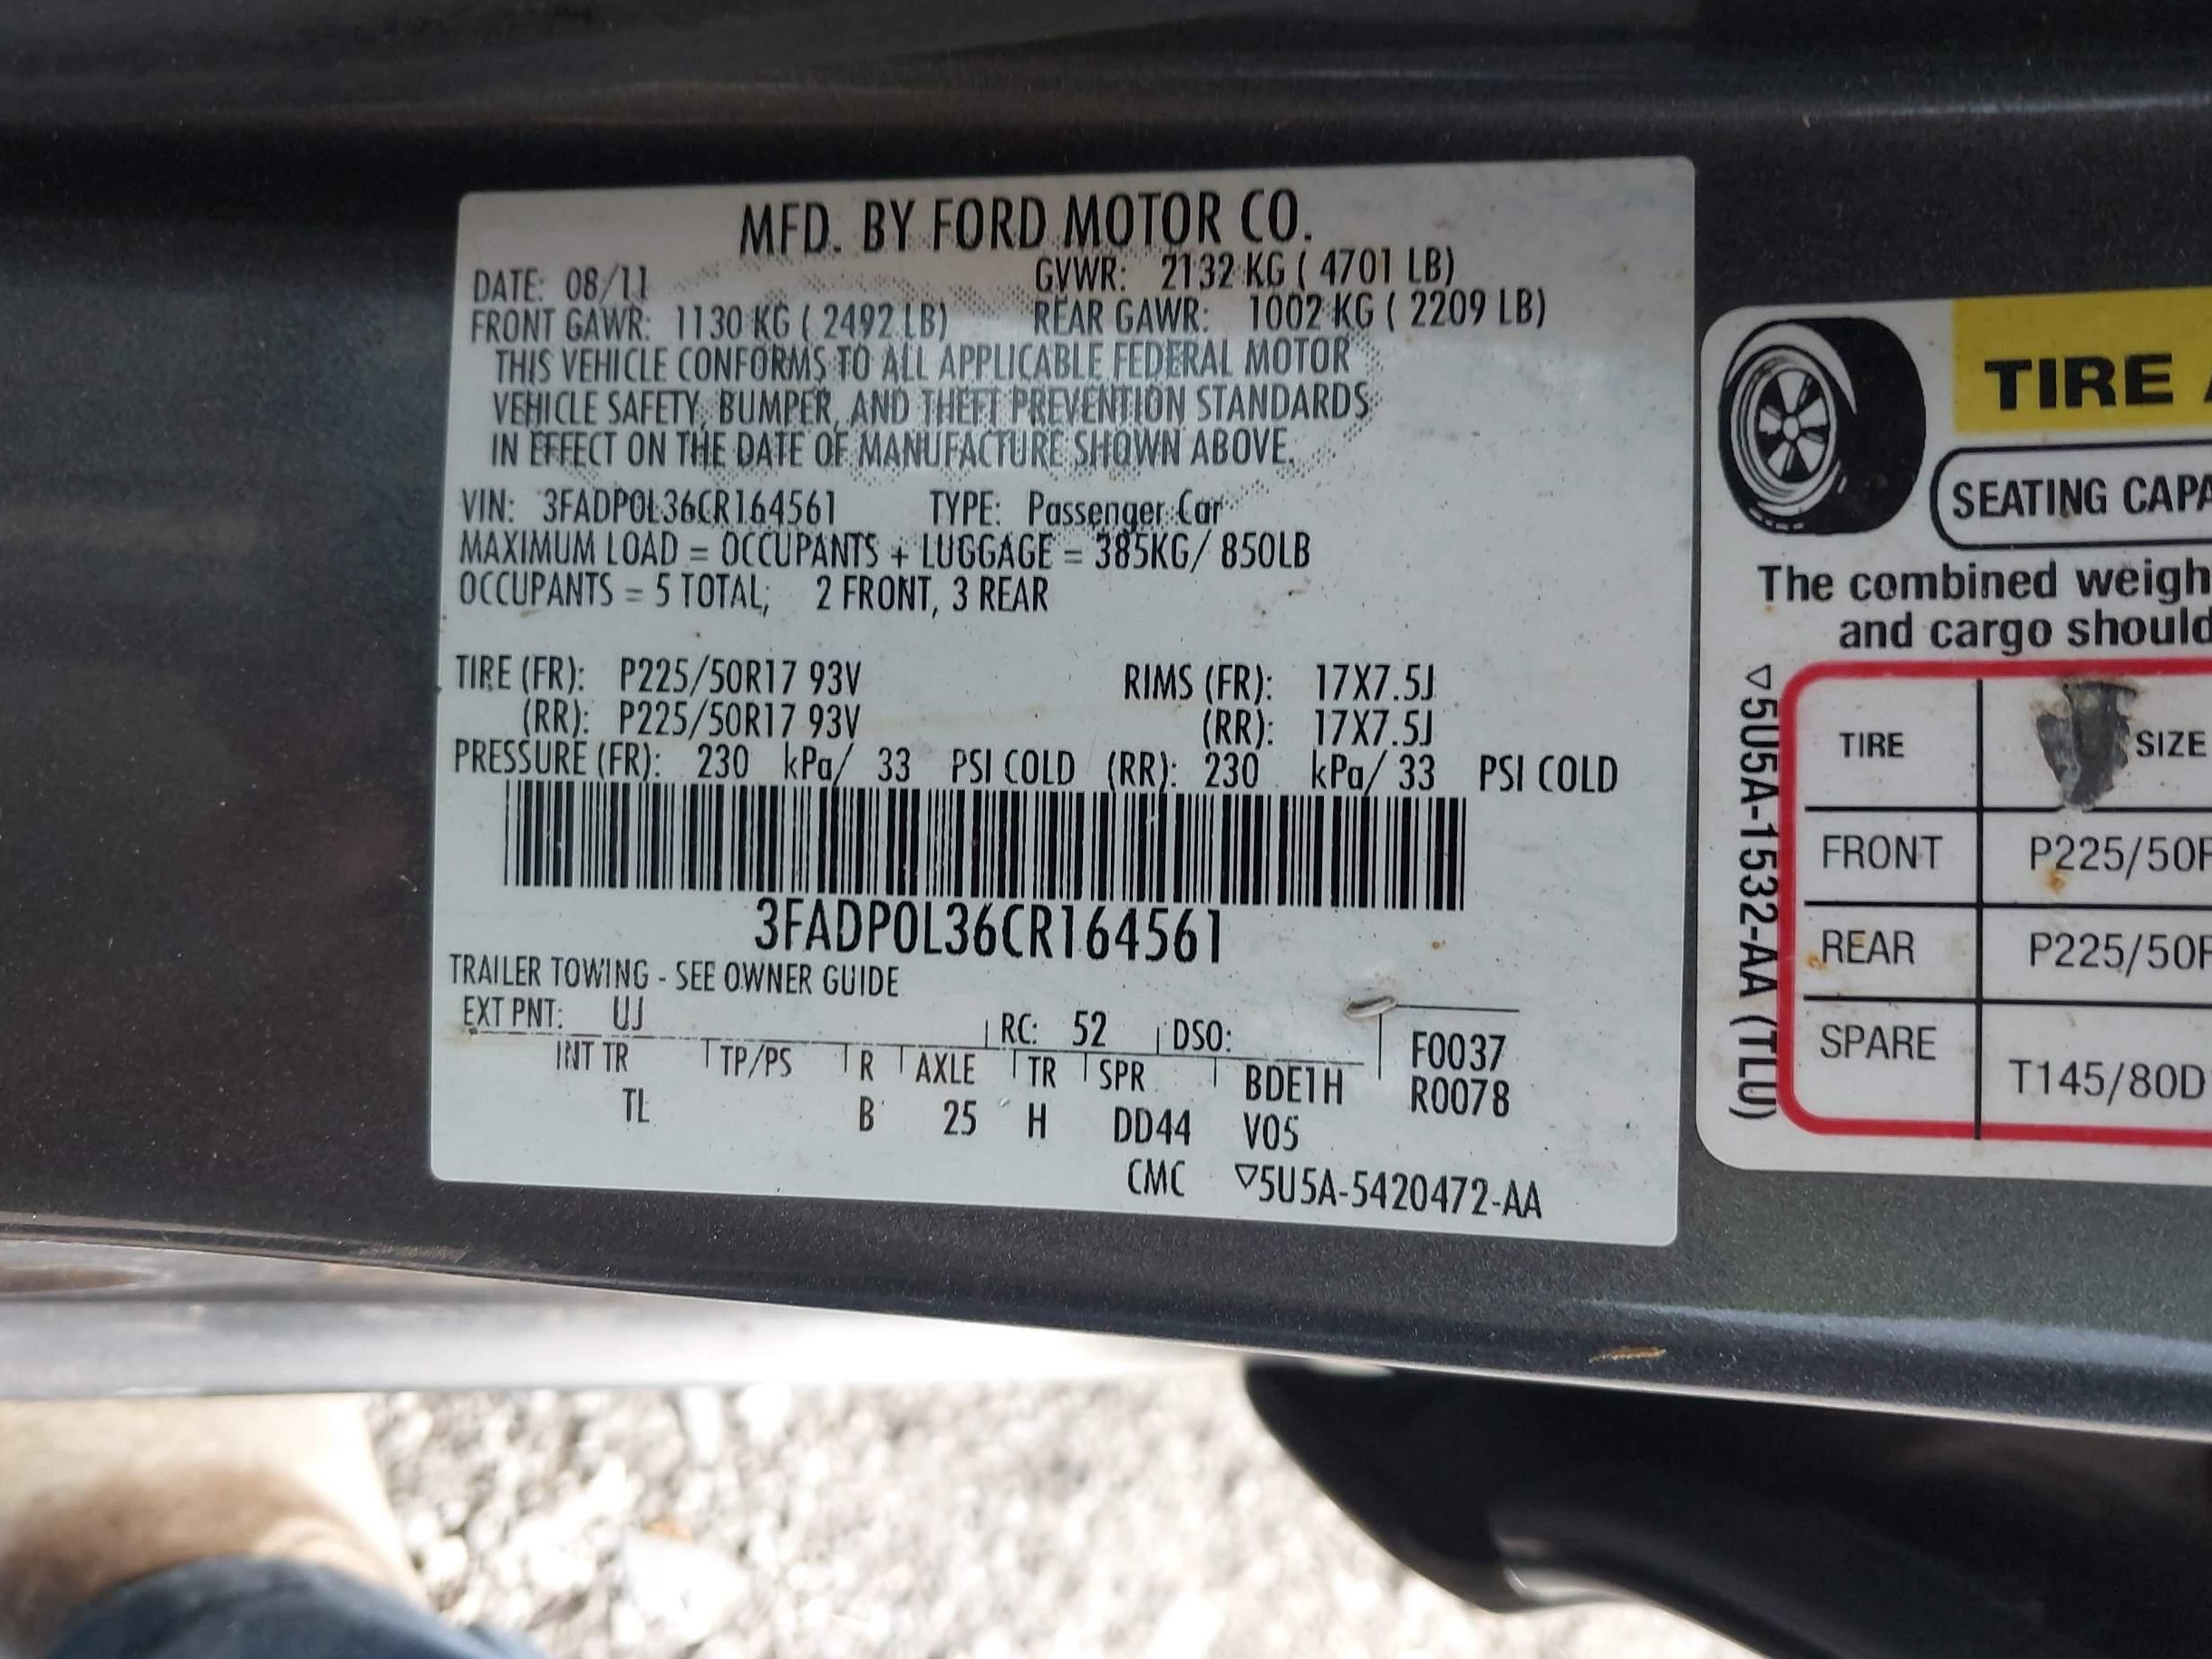 MFD. BY FORD MOTOR CO.
DATE: 08/11 GVWR: 2132 KG ( 4701 LB)
FRONT GAWR: 1130 KG ( 2492 LB) REAR GAWR: 1002 KG ( 2209 LB)
THIS VEHICLE CONFORMS TO ALL APPLICABLE FEDERAL MOTOR
VEHICLE SAFETY, BUMPER, AND THEFT PREVENTION STANDARDS
IN EFFECT ON THE DATE OF MANUFACTURE SHOWN ABOVE.
VIN: 3FADP0L36CR164561 TYPE: Passenger Car
MAXIMUM LOAD = OCCUPANTS + LUGGAGE = 385KG/ 850LB
OCCUPANTS = 5 TOTAL; 2 FRONT, 3 REAR
TIRE (FR): P225/50R17 93V RIMS (FR): 17X7.5J
(RR): P225/50R17 93V (RR): 17X7.5J
PRESSURE (FR): 230 kPa/ 33 PSI COLD (RR): 230 kPa/ 33 PSI COLD
3FADP0L36CR164561
TRAILER TOWING - SEE OWNER GUIDE
EXT PNT: UJ RC: 52 DSO: F0037
INT TR TP/PS R AXLE TR SPR BDE1H R0078
TL B 25 H DD44 V05
CMC ▽5U5A-5420472-AA
TIRE A
SEATING CAPA
The combined weigh
and cargo should
▽5U5A-1532-AA (TLU)
TIRE SIZE
FRONT P225/50R
REAR P225/50R
SPARE T145/80D